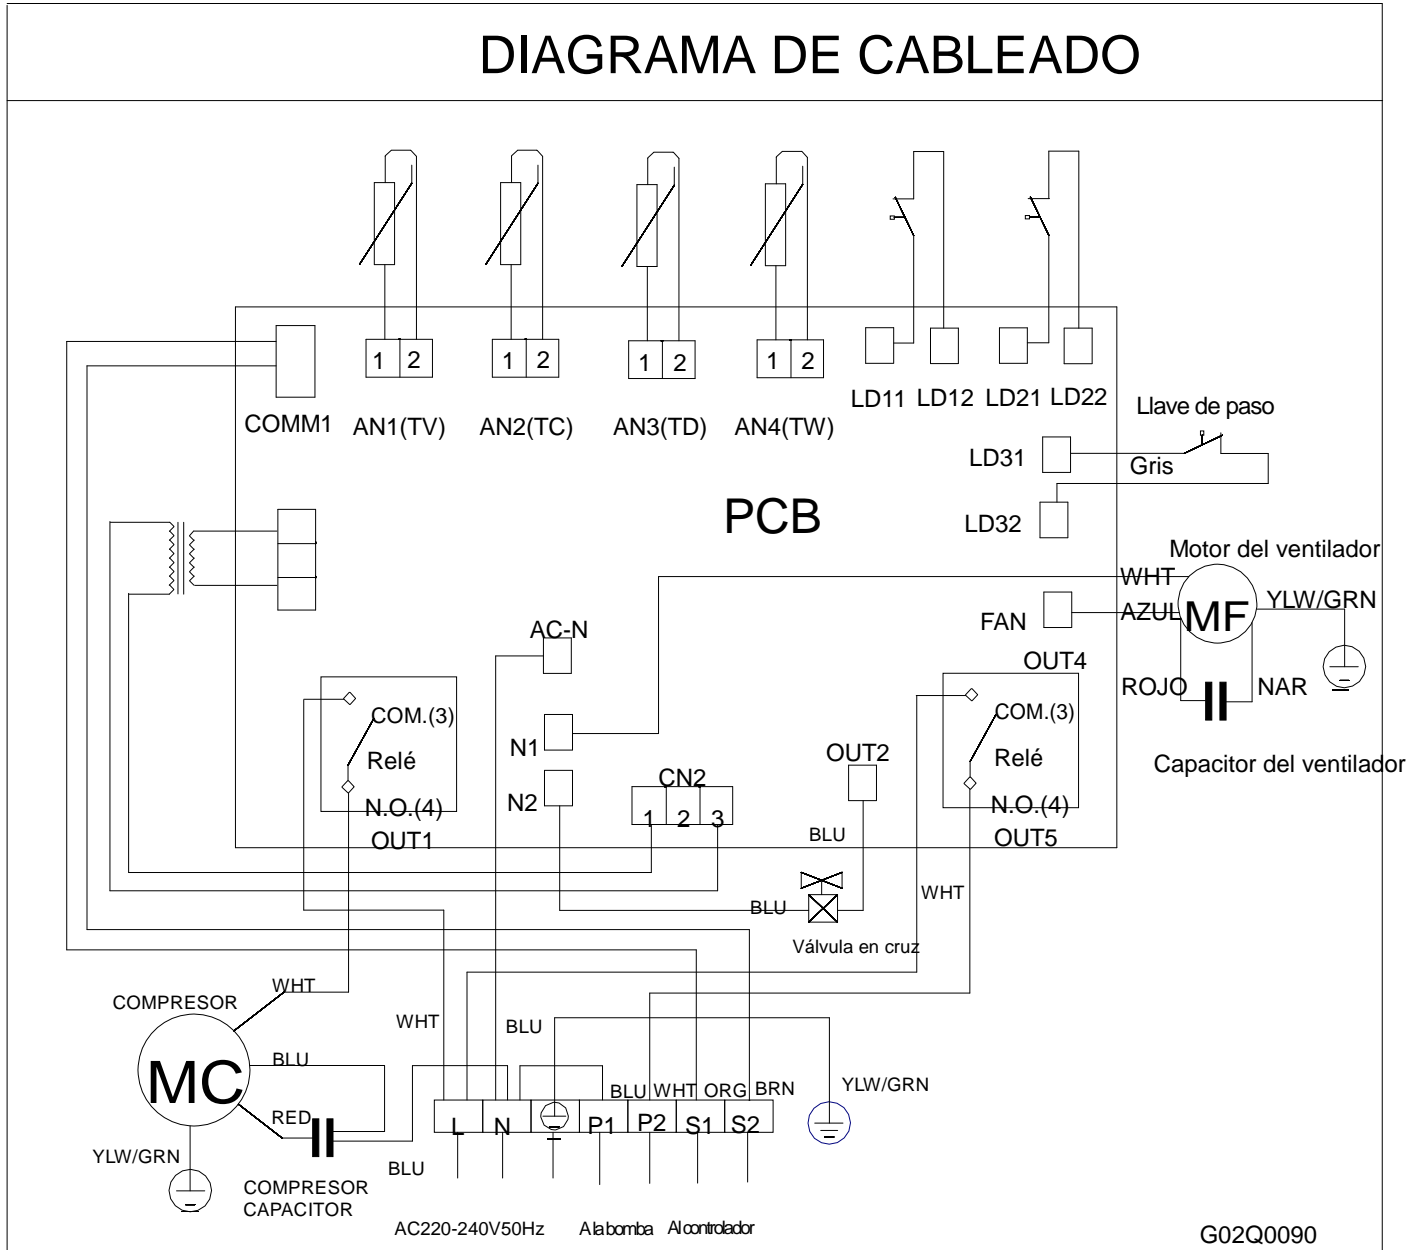 DIAGRAMA DE CABLEADO
1 2 1 2 1 2 1 2
COMM1 AN1(TV) AN2(TC) AN3(TD) AN4(TW) LD11 LD12 LD21 LD22
Llave de paso
LD31
Gris
PCB
LD32
Motor del ventilador
WHT
YLW/GRN
FAN AZUL MF
AC-N
OUT4
ROJO NAR
COM.(3) COM.(3)
N1 OUT2
Relé Relé
Capacitor del ventilador
N2 CN2
N.O.(4) 1 2 3 N.O.(4)
OUT1 BLU OUT5
WHT
BLU
Válvula en cruz
WHT
COMPRESOR
WHT BLU
MC BLU
BLU WHT ORG BRN YLW/GRN
RED
L N P1 P2 S1 S2
YLW/GRN
BLU
COMPRESOR
CAPACITOR
AC220-240V50Hz A la bomba Al controlador
G02Q0090